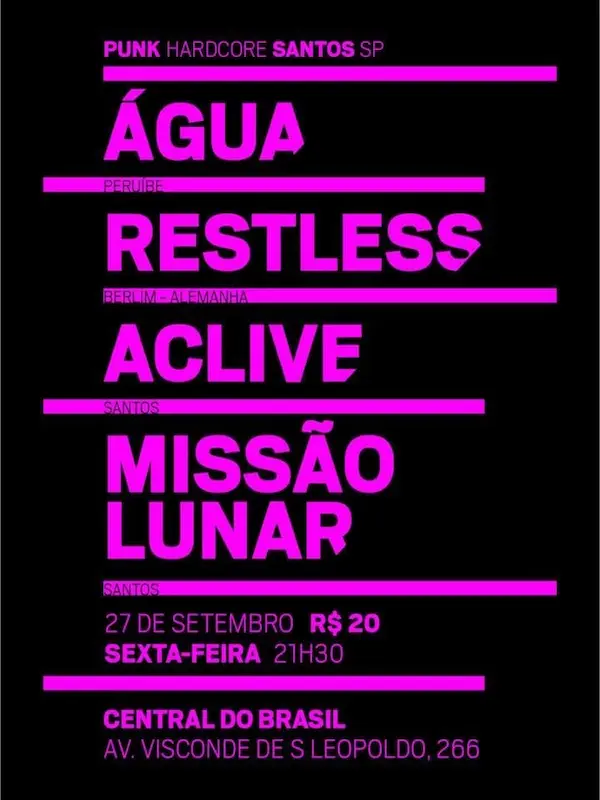 PUNK HARDCORE SANTOS SP
ÁGUA
PERUÍBE
RESTLESS
BERLIM - ALEMANHA
ACLIVE
SANTOS
MISSÃO
LUNAR
SANTOS
27 DE SETEMBRO R$ 20
SEXTA-FEIRA 21H30
CENTRAL DO BRASIL
AV. VISCONDE DE S LEOPOLDO, 266